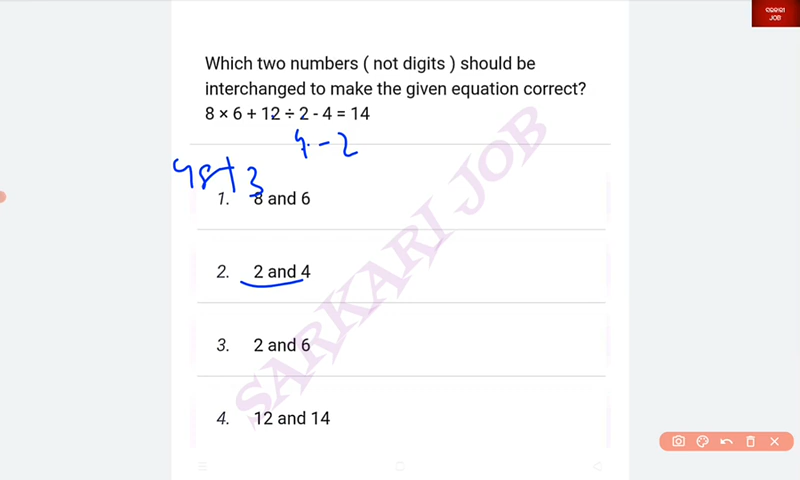 ସରକାରୀ
JOB
Which two numbers ( not digits ) should be
interchanged to make the given equation correct?
8 × 6 + 12 ÷ 2 - 4 = 14
4 - 2
48 + 3
1. 8 and 6
2. 2 and 4
3. 2 and 6
4. 12 and 14
SARKARI JOB